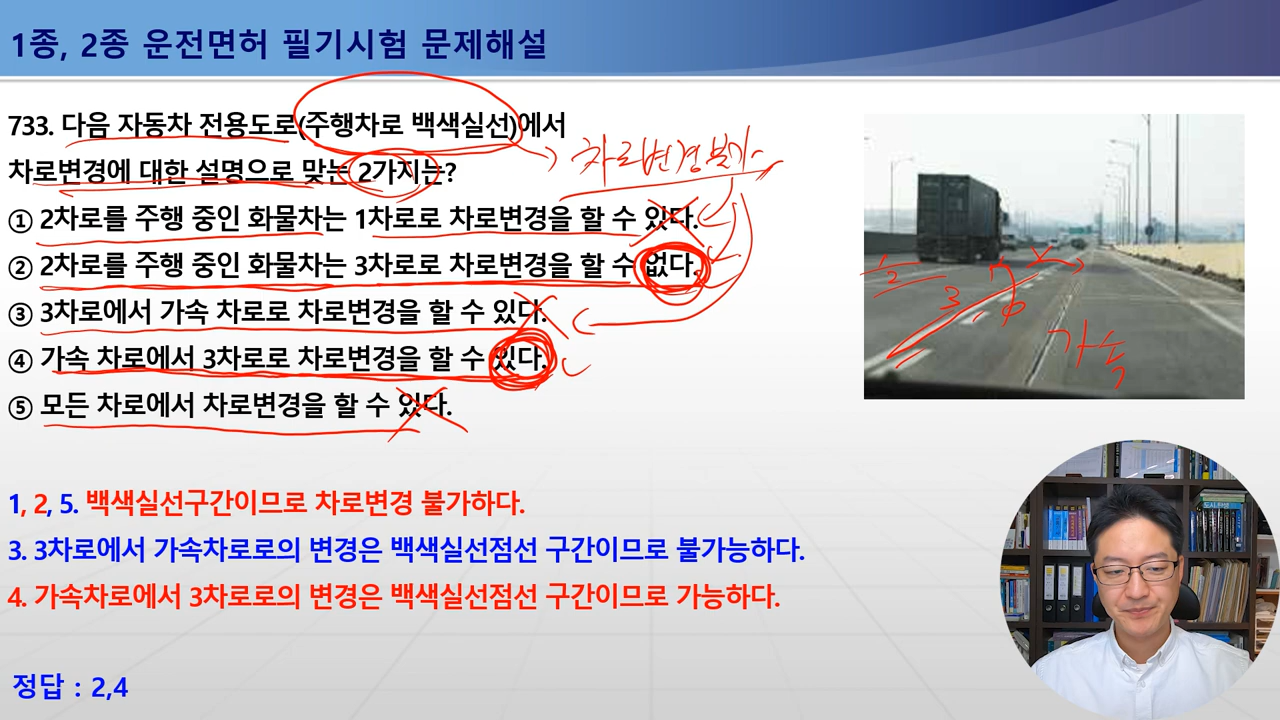 1종, 2종 운전면허 필기시험 문제해설
733. 다음 자동차 전용도로(주행차로 백색실선)에서
차로변경에 대한 설명으로 맞는 2가지는?
차로변경불가
① 2차로를 주행 중인 화물차는 1차로로 차로변경을 할 수 있다.
② 2차로를 주행 중인 화물차는 3차로로 차로변경을 할 수 없다.
③ 3차로에서 가속 차로로 차로변경을 할 수 있다.
④ 가속 차로에서 3차로로 차로변경을 할 수 있다.
⑤ 모든 차로에서 차로변경을 할 수 있다.
2
3
가속
1, 2, 5. 백색실선구간이므로 차로변경 불가하다.
3. 3차로에서 가속차로로의 변경은 백색실선점선 구간이므로 불가능하다.
4. 가속차로에서 3차로로의 변경은 백색실선점선 구간이므로 가능하다.
정답 : 2,4